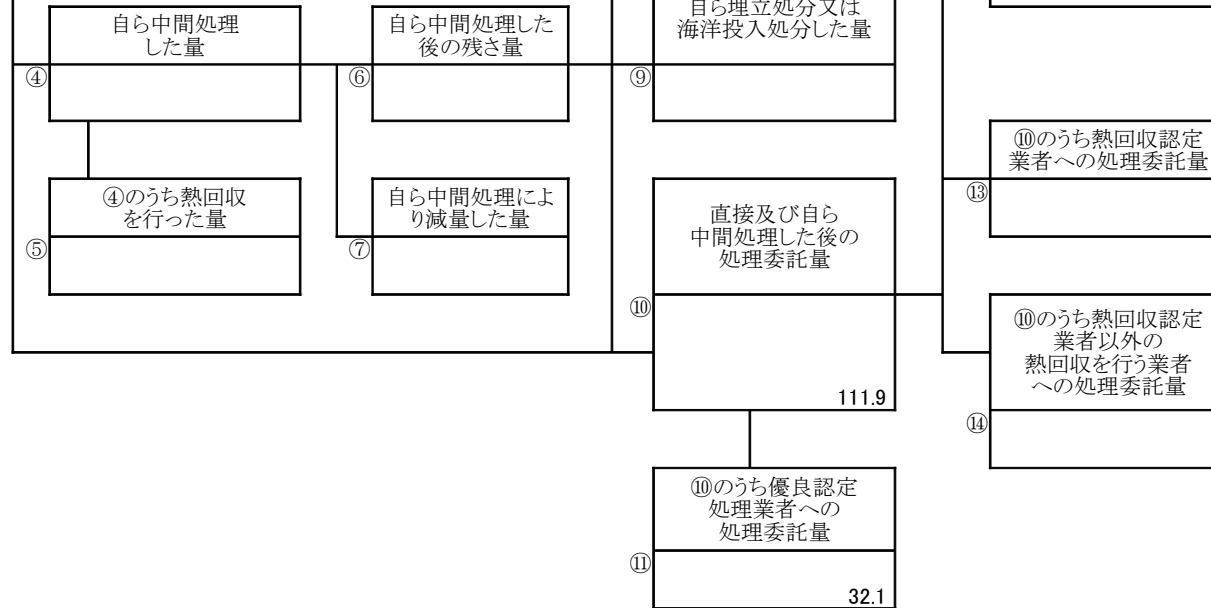 自ら中間処理
した量
④
自ら中間処理した
後の残さ量
⑥
自ら埋立処分又は
海洋投入処分した量
⑨
⑩のうち熱回収認定
業者への処理委託量
⑬
④のうち熱回収
を行った量
⑤
自ら中間処理によ
り減量した量
⑦
直接及び自ら
中間処理した後の
処理委託量
⑩
111.9
⑩のうち熱回収認定
業者以外の
熱回収を行う業者
への処理委託量
⑭
⑩のうち優良認定
処理業者への
処理委託量
⑪
32.1